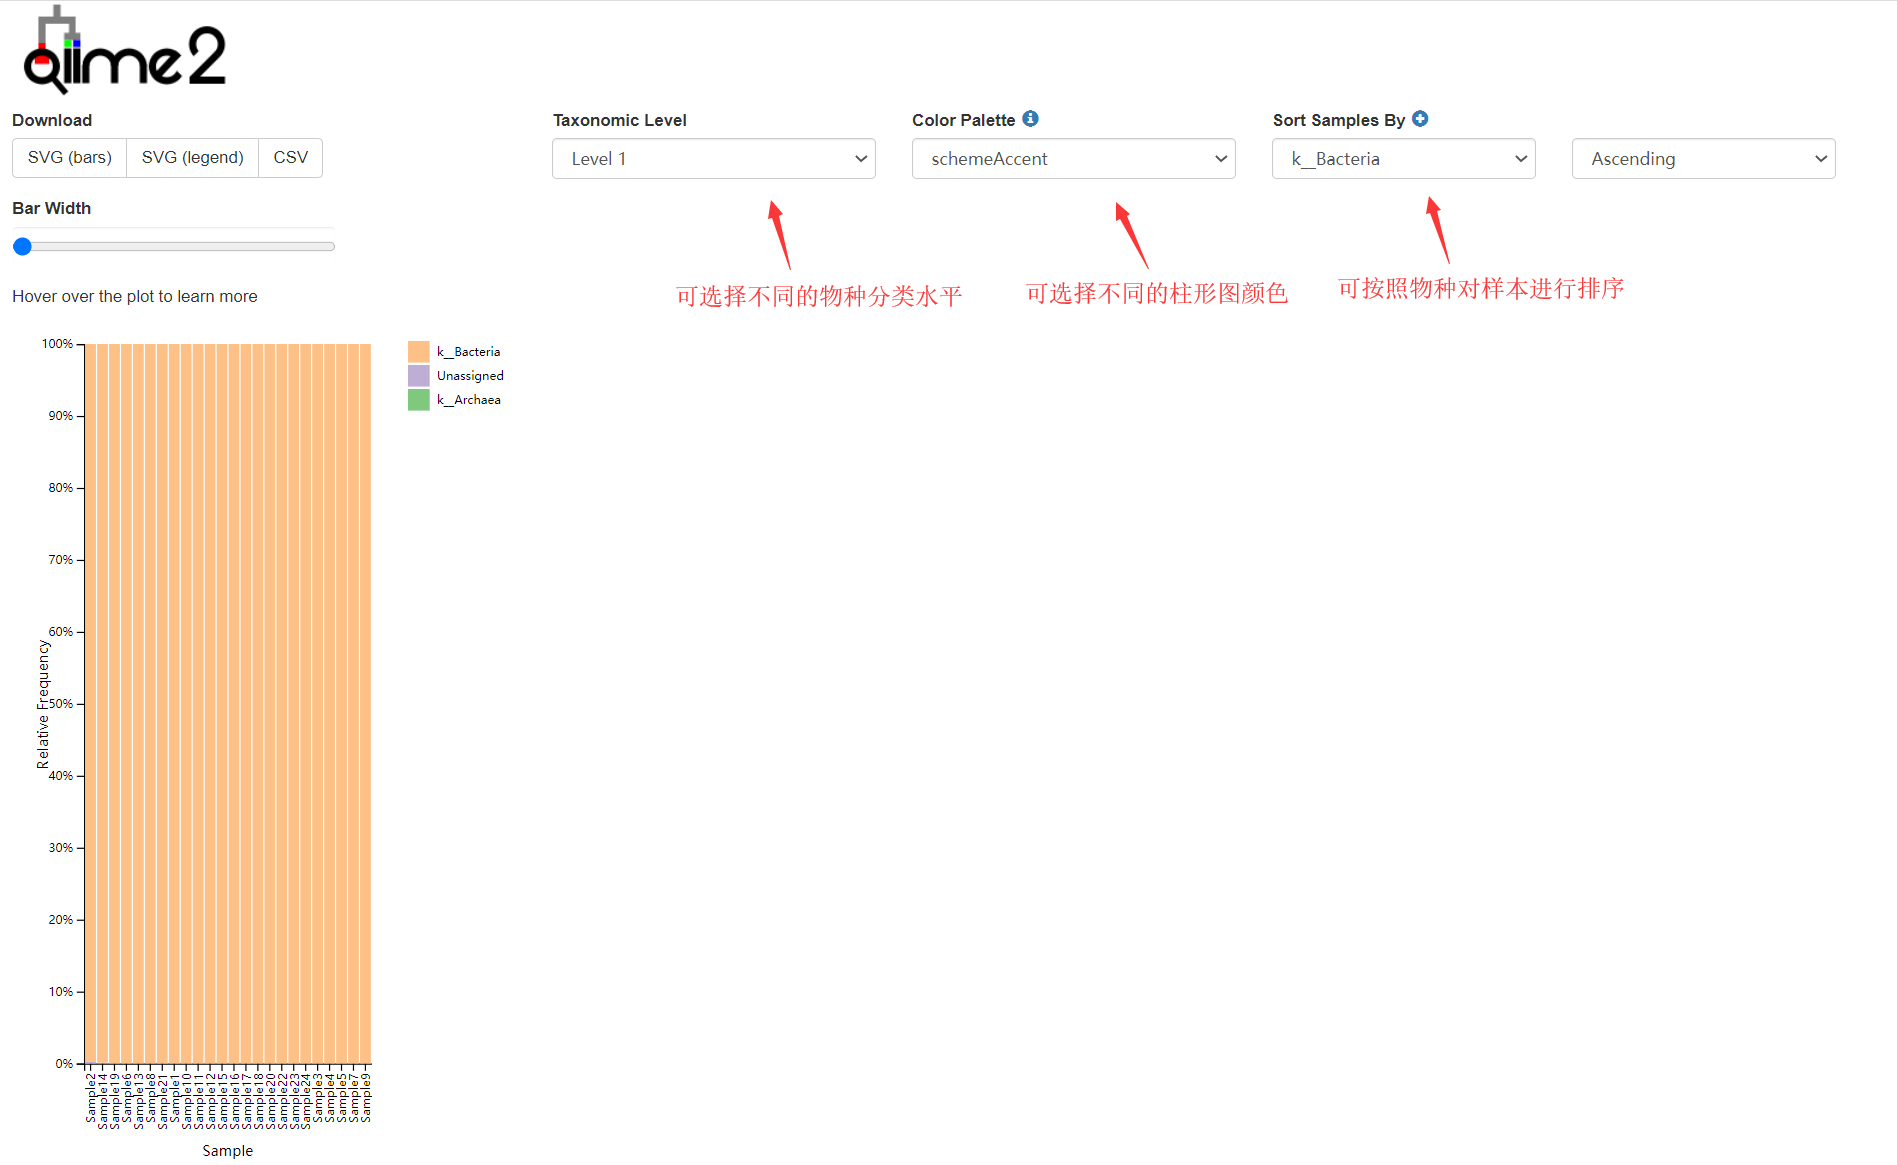 qiime2
Download
SVG (bars)
SVG (legend)
CSV
Taxonomic Level
Level 1
Color Palette
schemeAccent
Sort Samples By
k__Bacteria
Ascending
Bar Width
可选择不同的物种分类水平
可选择不同的柱形图颜色
可按照物种对样本进行排序
Hover over the plot to learn more
k__Bacteria
Unassigned
k__Archaea
100%
90%
80%
70%
60%
50%
40%
30%
20%
10%
0%
Relative Frequency
Sample2
Sample14
Sample19
Sample6
Sample13
Sample8
Sample21
Sample1
Sample10
Sample11
Sample12
Sample15
Sample16
Sample17
Sample18
Sample20
Sample22
Sample23
Sample24
Sample3
Sample4
Sample5
Sample7
Sample9
Sample